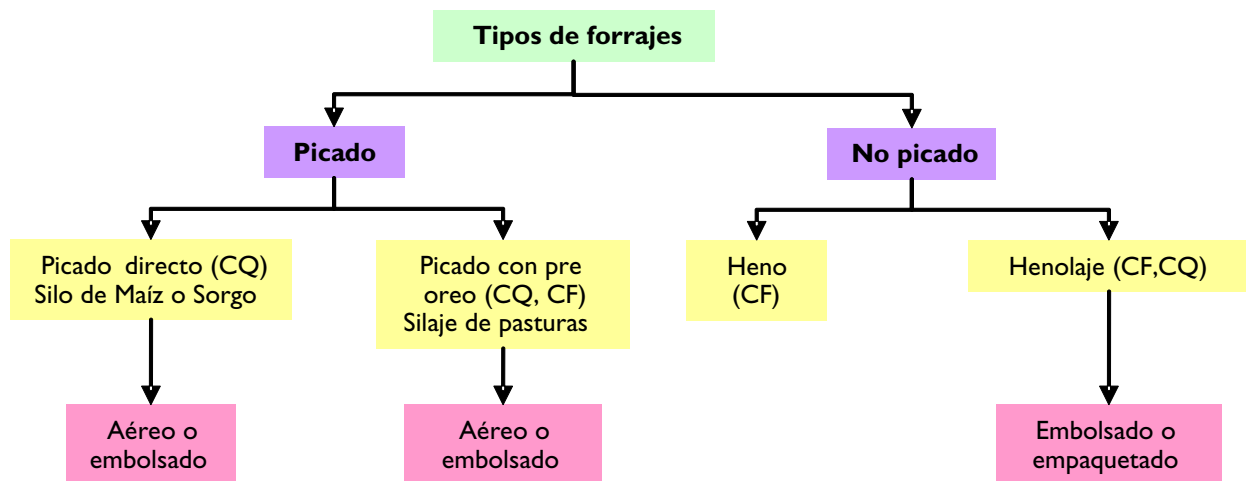 Tipos de forrajes
Picado
No picado
Picado directo (CQ)
Silo de Maíz o Sorgo
Picado con pre
oreo (CQ, CF)
Silaje de pasturas
Heno
(CF)
Henolaje (CF,CQ)
Aéreo o
embolsado
Aéreo o
embolsado
Embolsado o
empaquetado